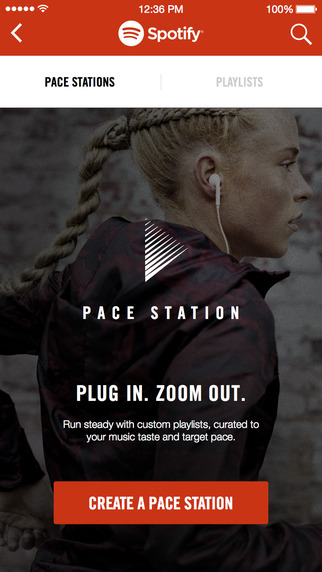 12:36 PM
100%
Spotify
PACE STATIONS
PLAYLISTS
PACE STATION
PLUG IN. ZOOM OUT.
Run steady with custom playlists, curated to
your music taste and target pace.
CREATE A PACE STATION